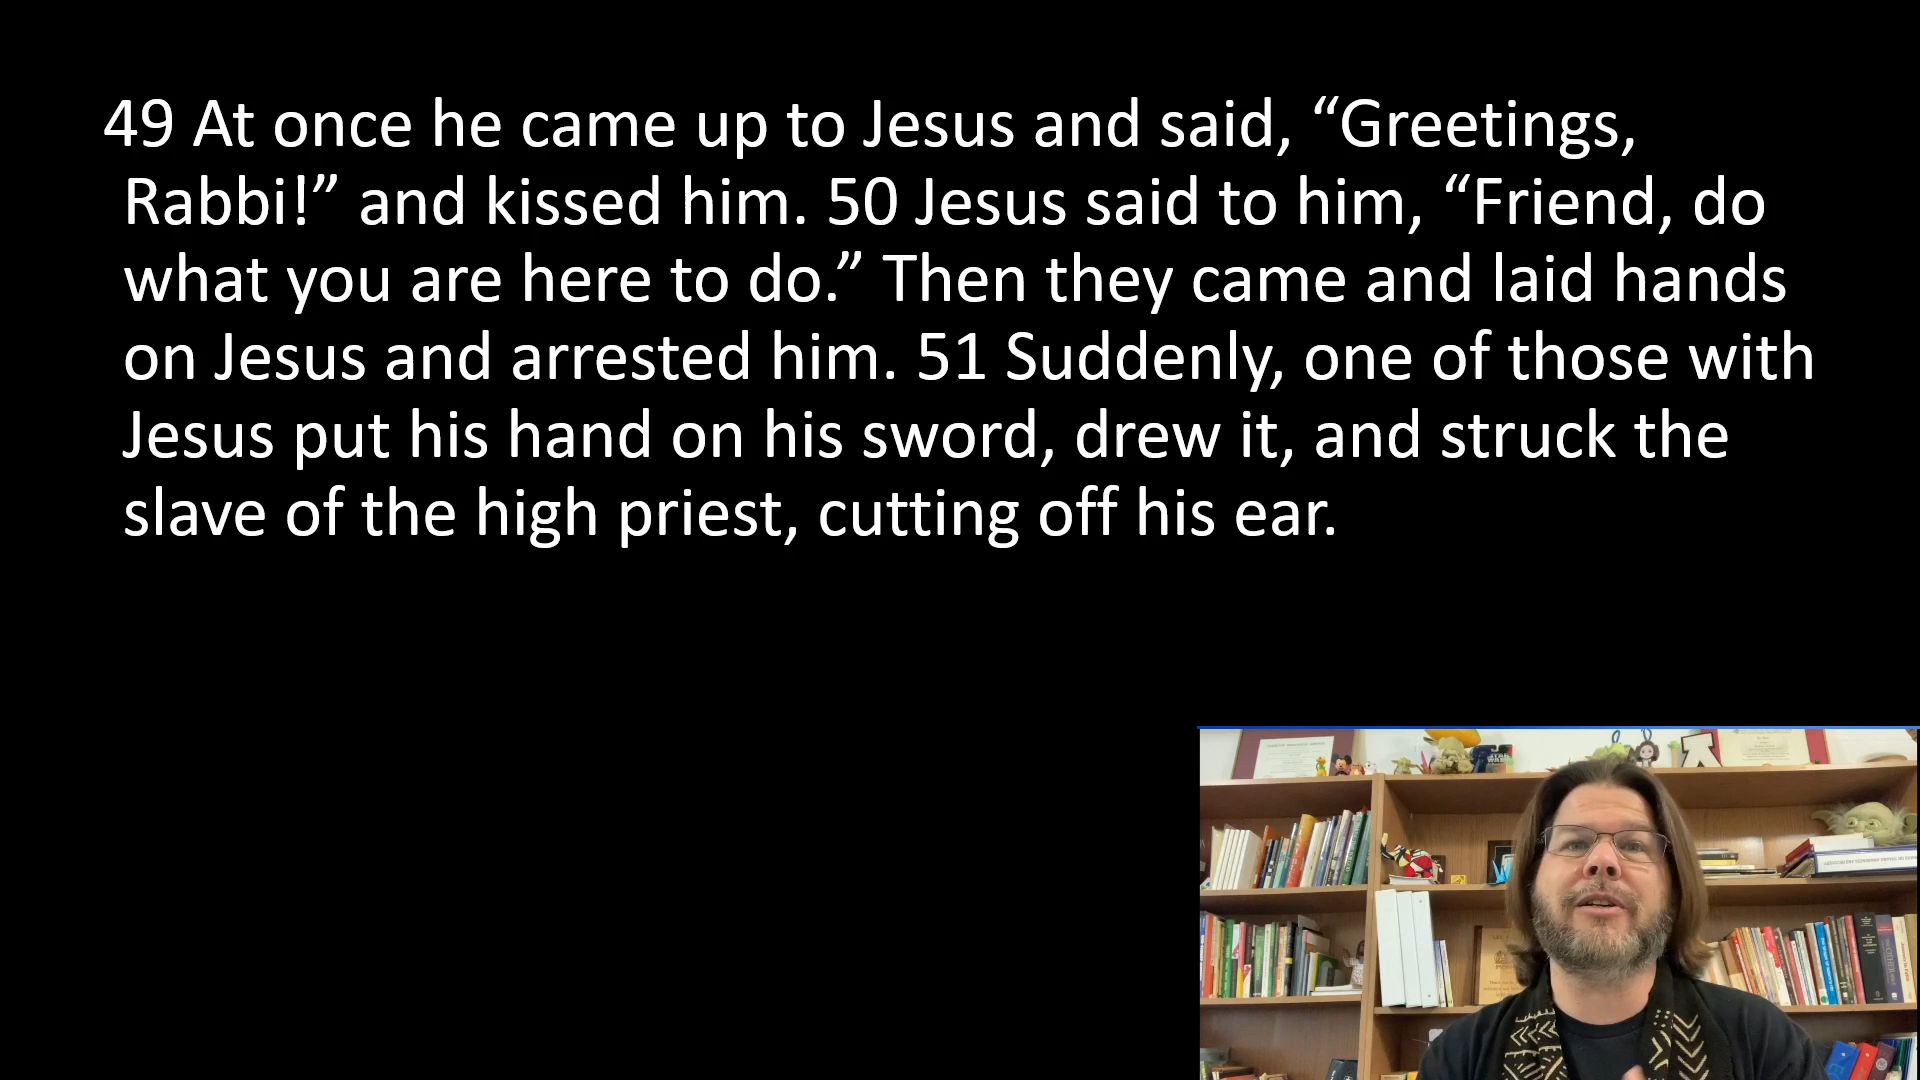 49 At once he came up to Jesus and said, “Greetings,
Rabbi!” and kissed him. 50 Jesus said to him, “Friend, do
what you are here to do.” Then they came and laid hands
on Jesus and arrested him. 51 Suddenly, one of those with
Jesus put his hand on his sword, drew it, and struck the
slave of the high priest, cutting off his ear.